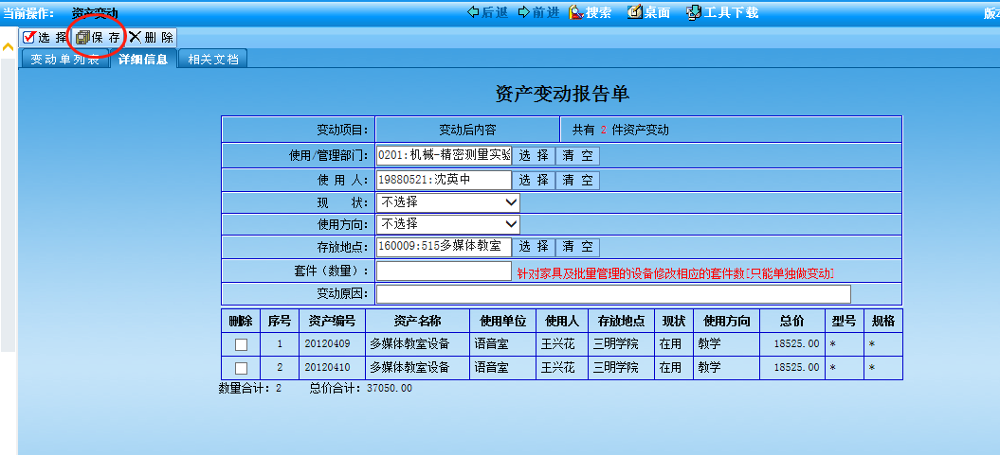 当前操作: 资产变动 后退 前进 搜索 桌面 工具下载
选 择 保 存 删 除
变动单列表 详细信息 相关文档
资产变动报告单
变动项目: 变动后内容 共有 2 件资产变动
使用/管理部门: 0201:机械-精密测量实验 选 择 清 空
使 用 人: 19880521:沈英中 选 择 清 空
现 状: 不选择
使用方向: 不选择
存放地点: 160009:515多媒体教室 选 择 清 空
套件（数量）: 针对家具及批量管理的设备修改相应的套件数[只能单独做变动]
变动原因:
删除 序号 资产编号 资产名称 使用单位 使用人 存放地点 现状 使用方向 总价 型号 规格
1 20120409 多媒体教室设备 语音室 王兴花 三明学院 在用 教学 18525.00 * *
2 20120410 多媒体教室设备 语音室 王兴花 三明学院 在用 教学 18525.00 * *
数量合计: 2 总价合计: 37050.00